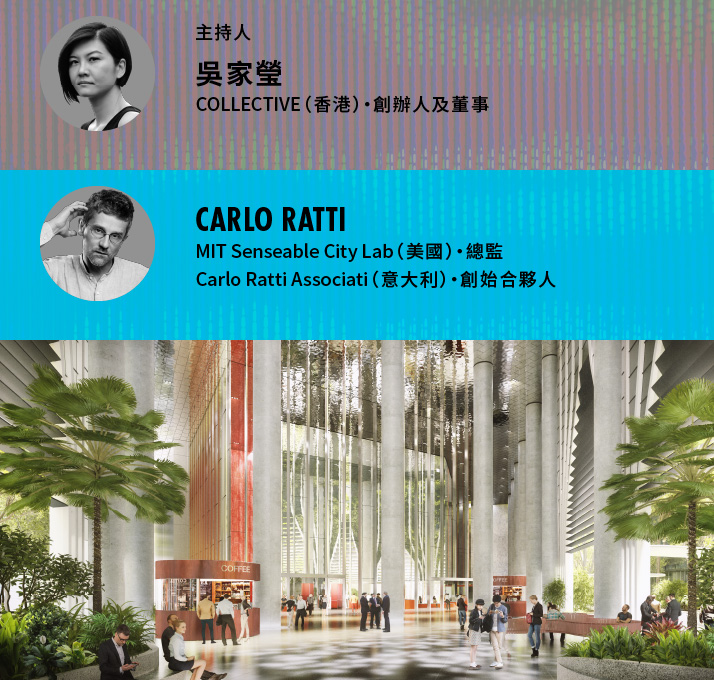 主持人
吳家瑩
COLLECTIVE（香港）・創辦人及董事
CARLO RATTI
MIT Senseable City Lab（美國）・總監
Carlo Ratti Associati（意大利）・創始合夥人
COFFEE